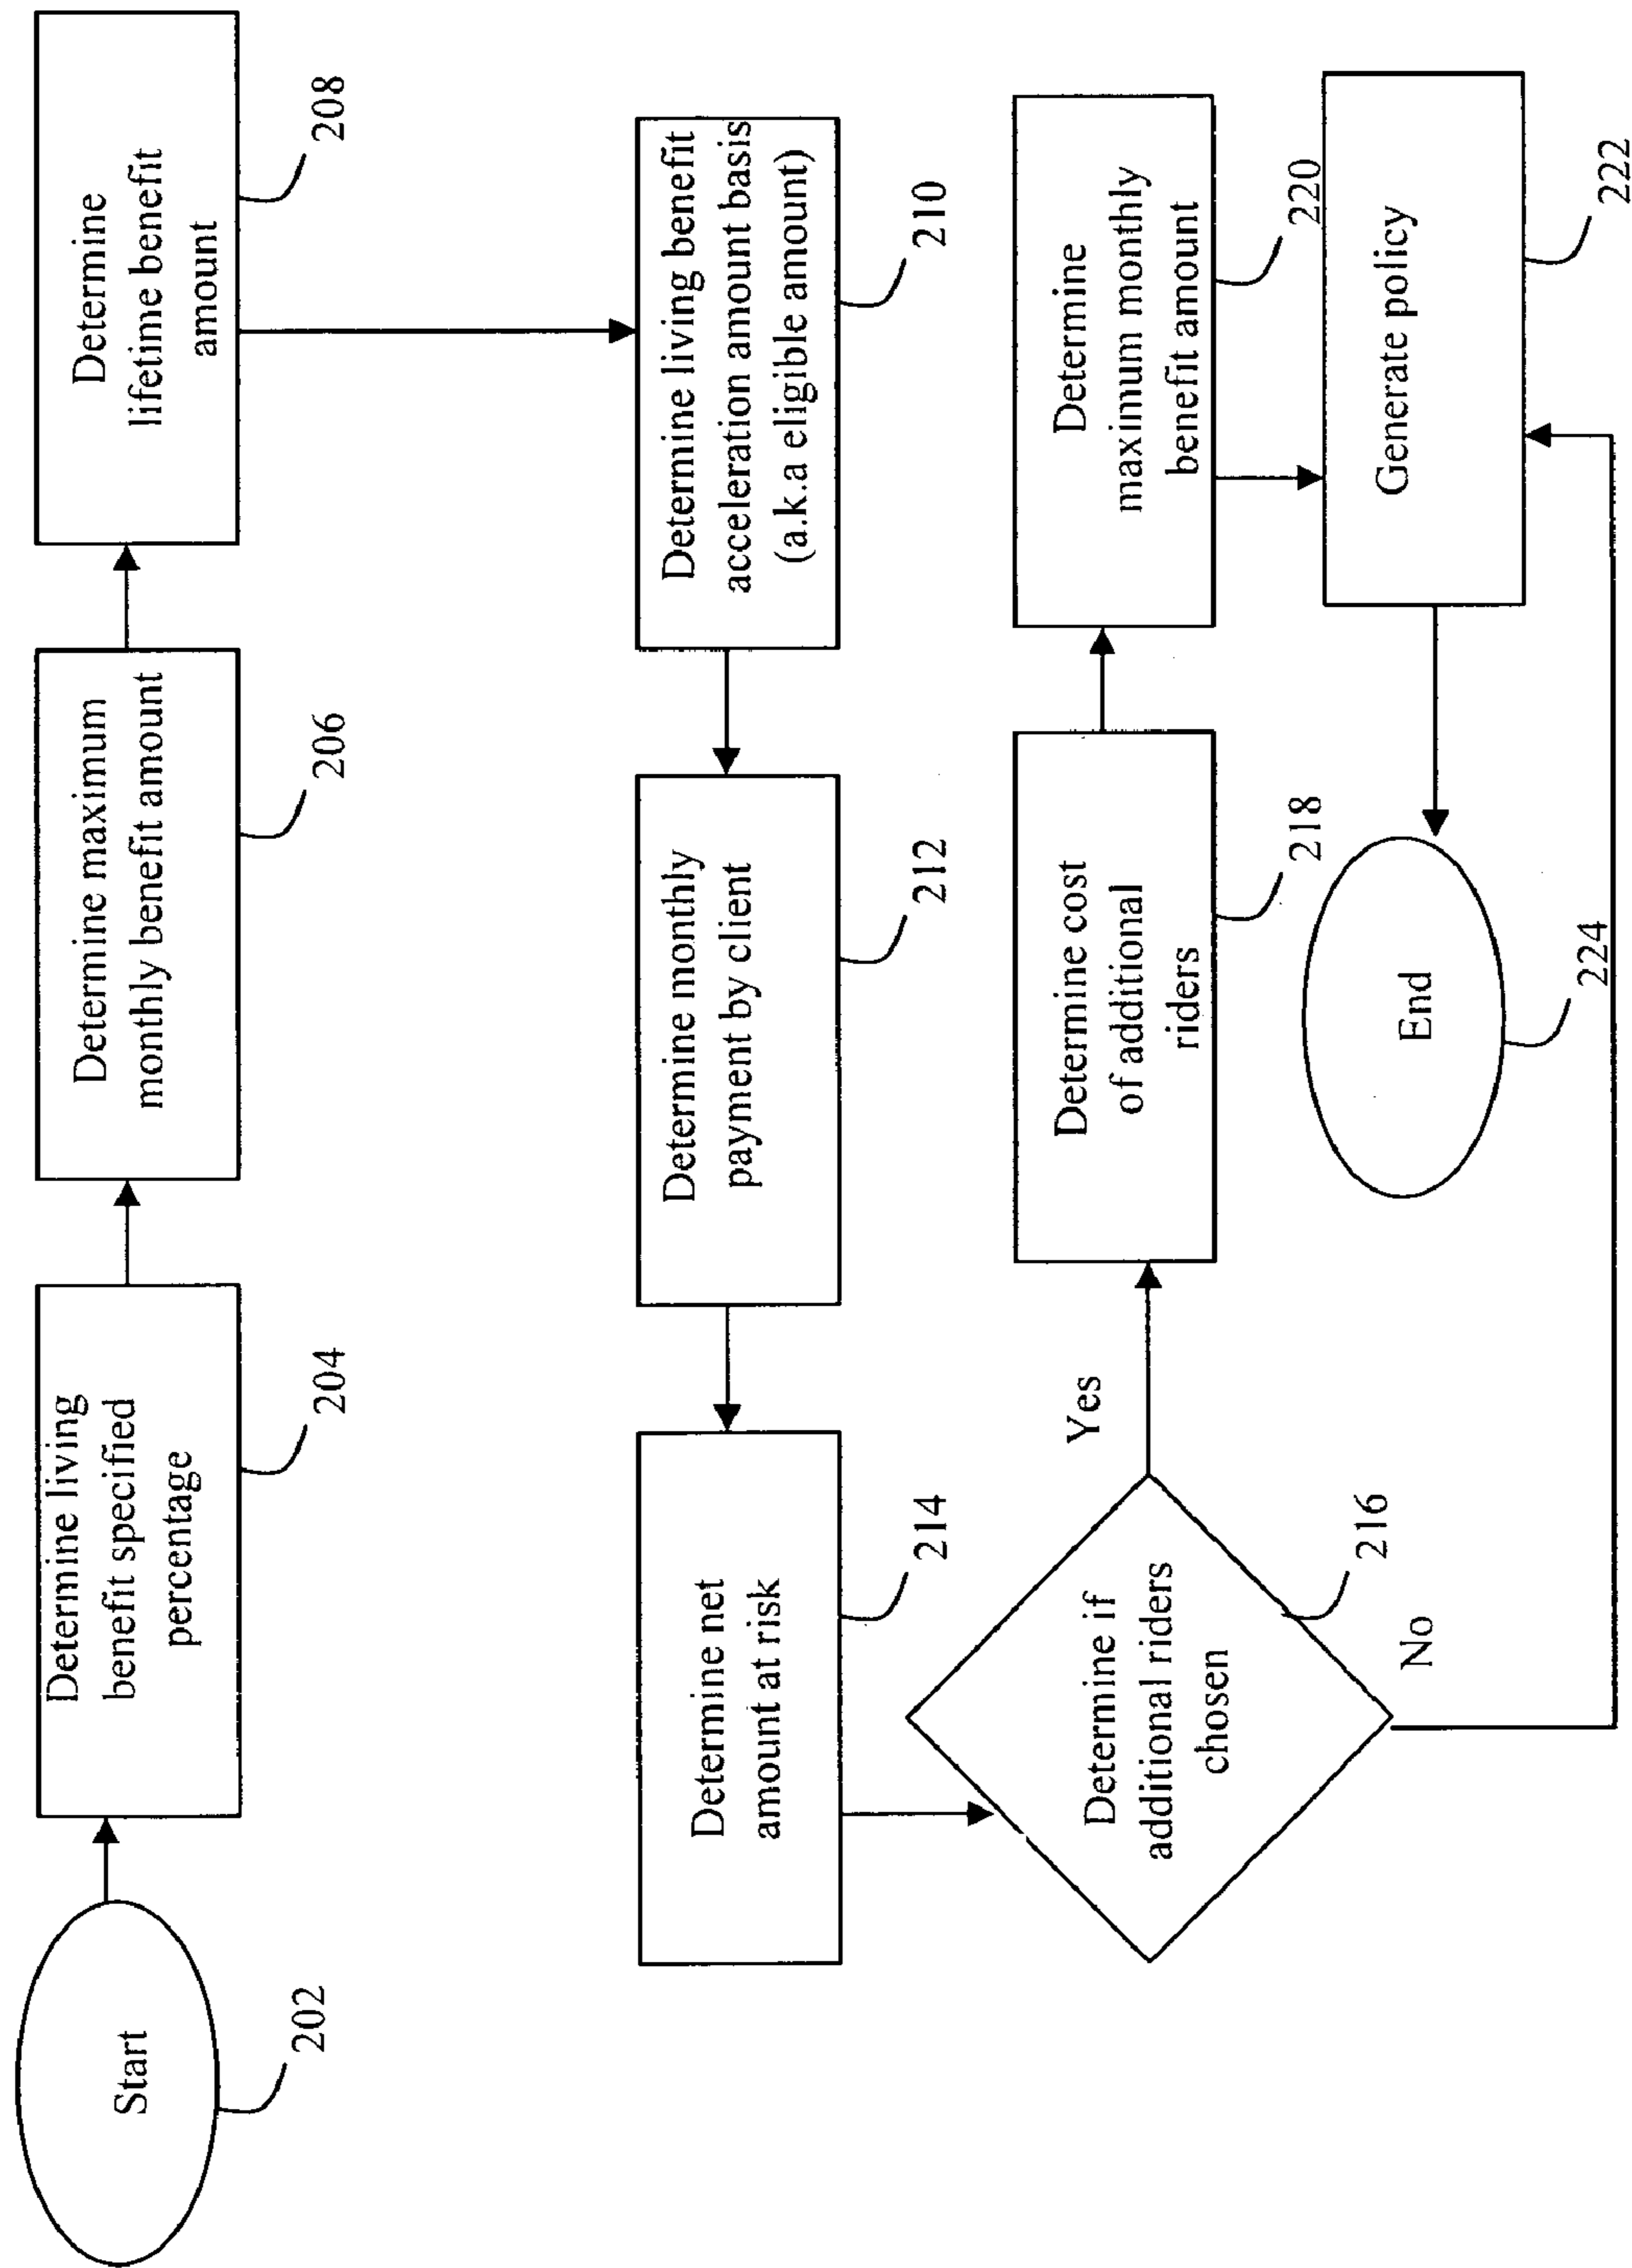 Start
202
Determine living
benefit specified
percentage
204
Determine maximum
monthly benefit amount
206
Determine
lifetime benefit
amount
208
Determine living benefit
acceleration amount basis
(a.k.a eligible amount)
210
Determine monthly
payment by client
212
Determine net
amount at risk
214
Determine if
additional riders
chosen
216
Yes
No
Determine cost
of additional
riders
218
Determine
maximum monthly
benefit amount
220
Generate policy
222
End
224